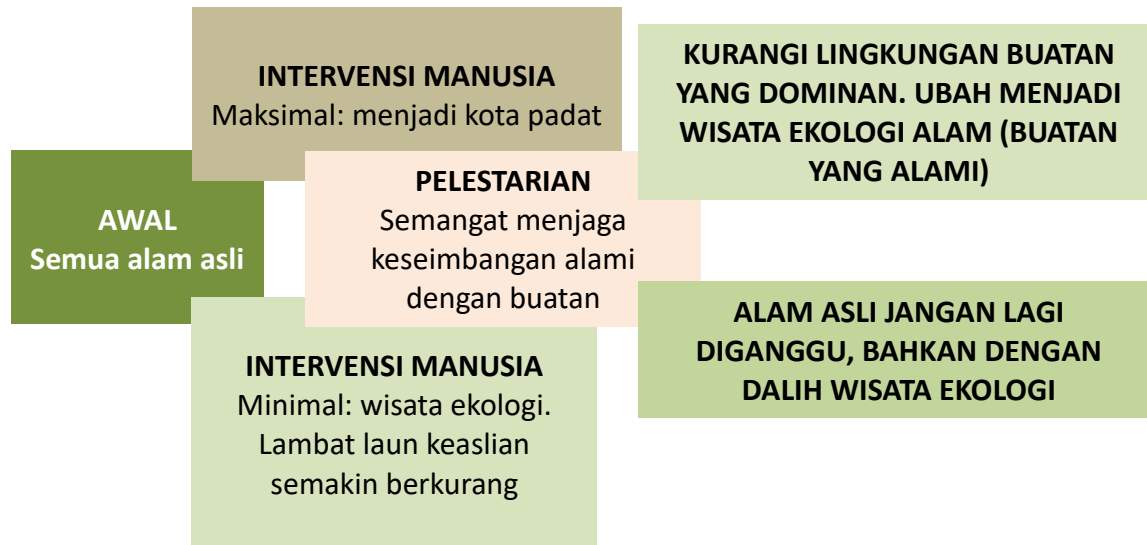 AWAL
Semua alam asli
INTERVENSI MANUSIA
Maksimal: menjadi kota padat
INTERVENSI MANUSIA
Minimal: wisata ekologi.
Lambat laun keaslian
semakin berkurang
PELESTARIAN
Semangat menjaga
keseimbangan alami
dengan buatan
KURANGI LINGKUNGAN BUATAN
YANG DOMINAN. UBAH MENJADI
WISATA EKOLOGI ALAM (BUATAN
YANG ALAMI)
ALAM ASLI JANGAN LAGI
DIGANGGU, BAHKAN DENGAN
DALIH WISATA EKOLOGI